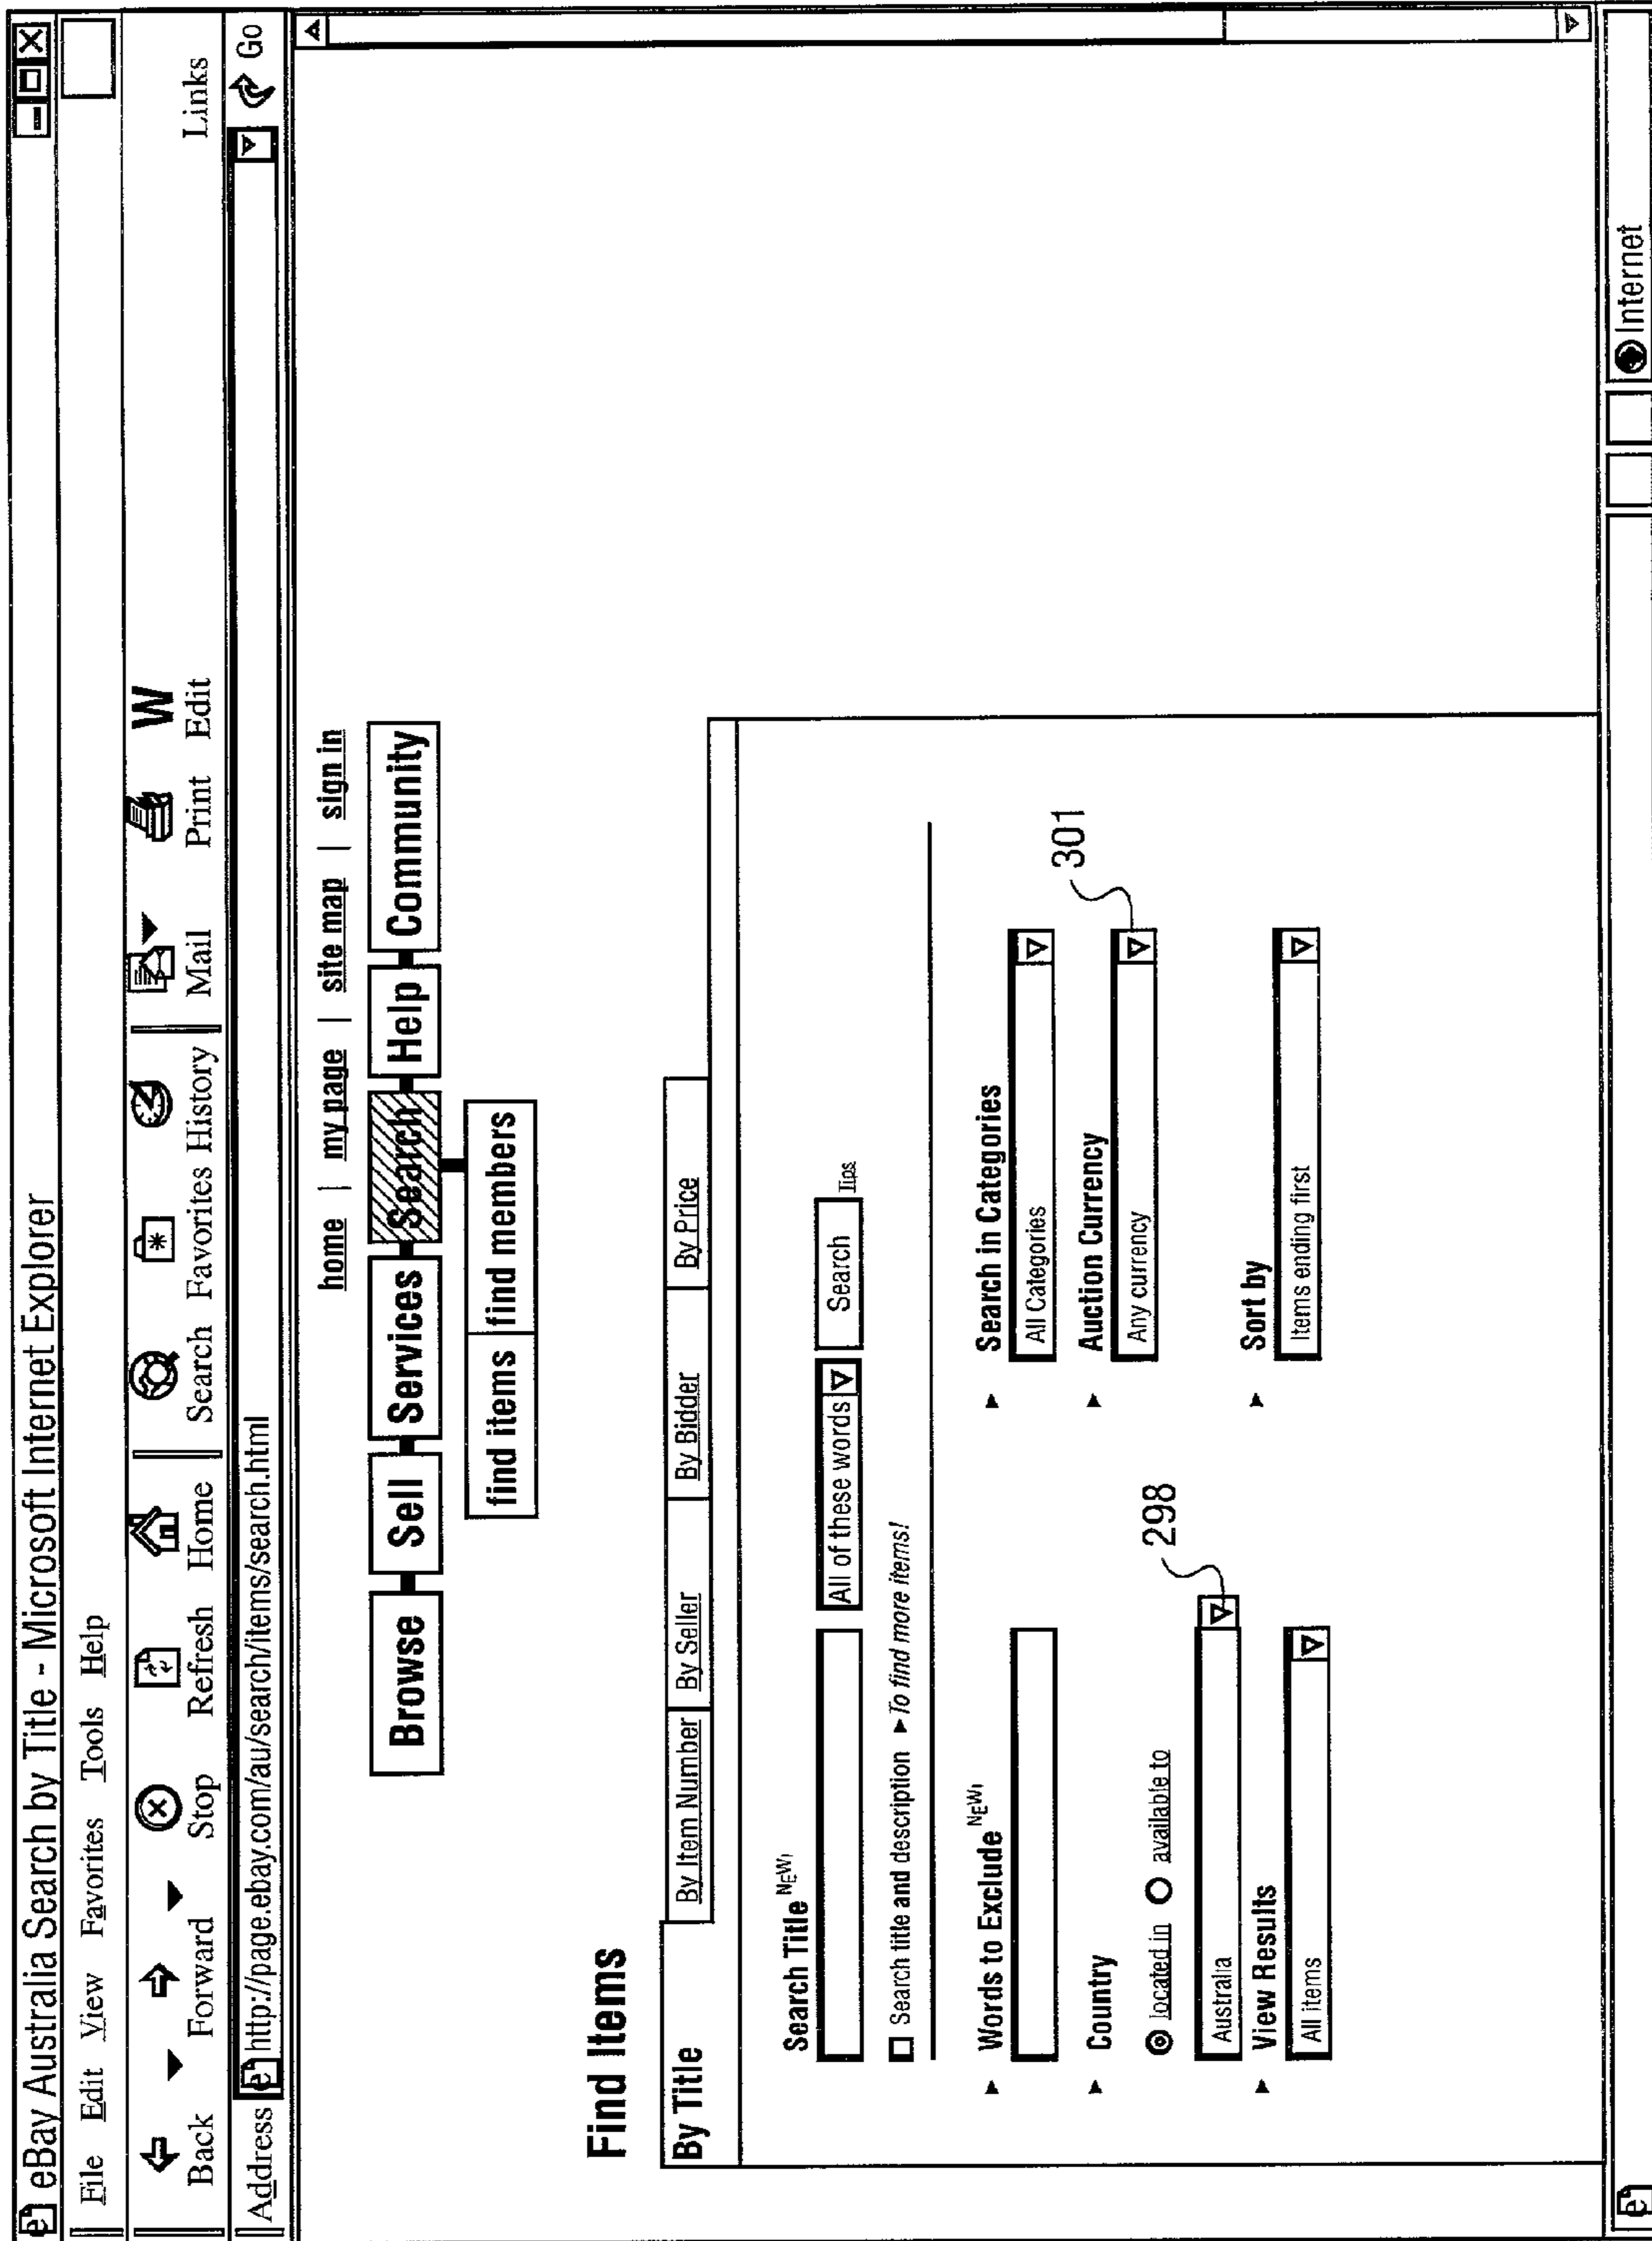 eBay Australia Search by Title - Microsoft Internet Explorer
File Edit View Favorites Tools Help
Back Forward Stop Refresh Home Search Favorites History Mail Print Edit Links
Address http://page.ebay.com/au/search/items/search.html Go
home | my page | site map | sign in
Browse Sell Services Search Help Community
find items find members
Find Items
By Title By Item Number By Seller By Bidder By Price
Search Title NEW!
All of these words Search Tips
Search title and description To find more items!
Words to Exclude NEW! Search in Categories
All Categories
Country Auction Currency
located in available to Any currency 301
Australia 298
View Results Sort by
All items Items ending first
Internet